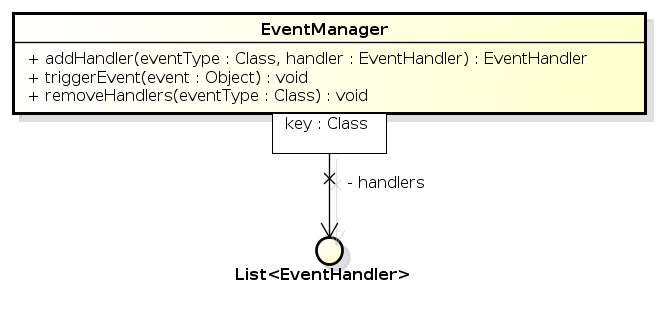 EventManager
+ addHandler(eventType : Class, handler : EventHandler) : EventHandler
+ triggerEvent(event : Object) : void
+ removeHandlers(eventType : Class) : void
key : Class
- handlers
List<EventHandler>